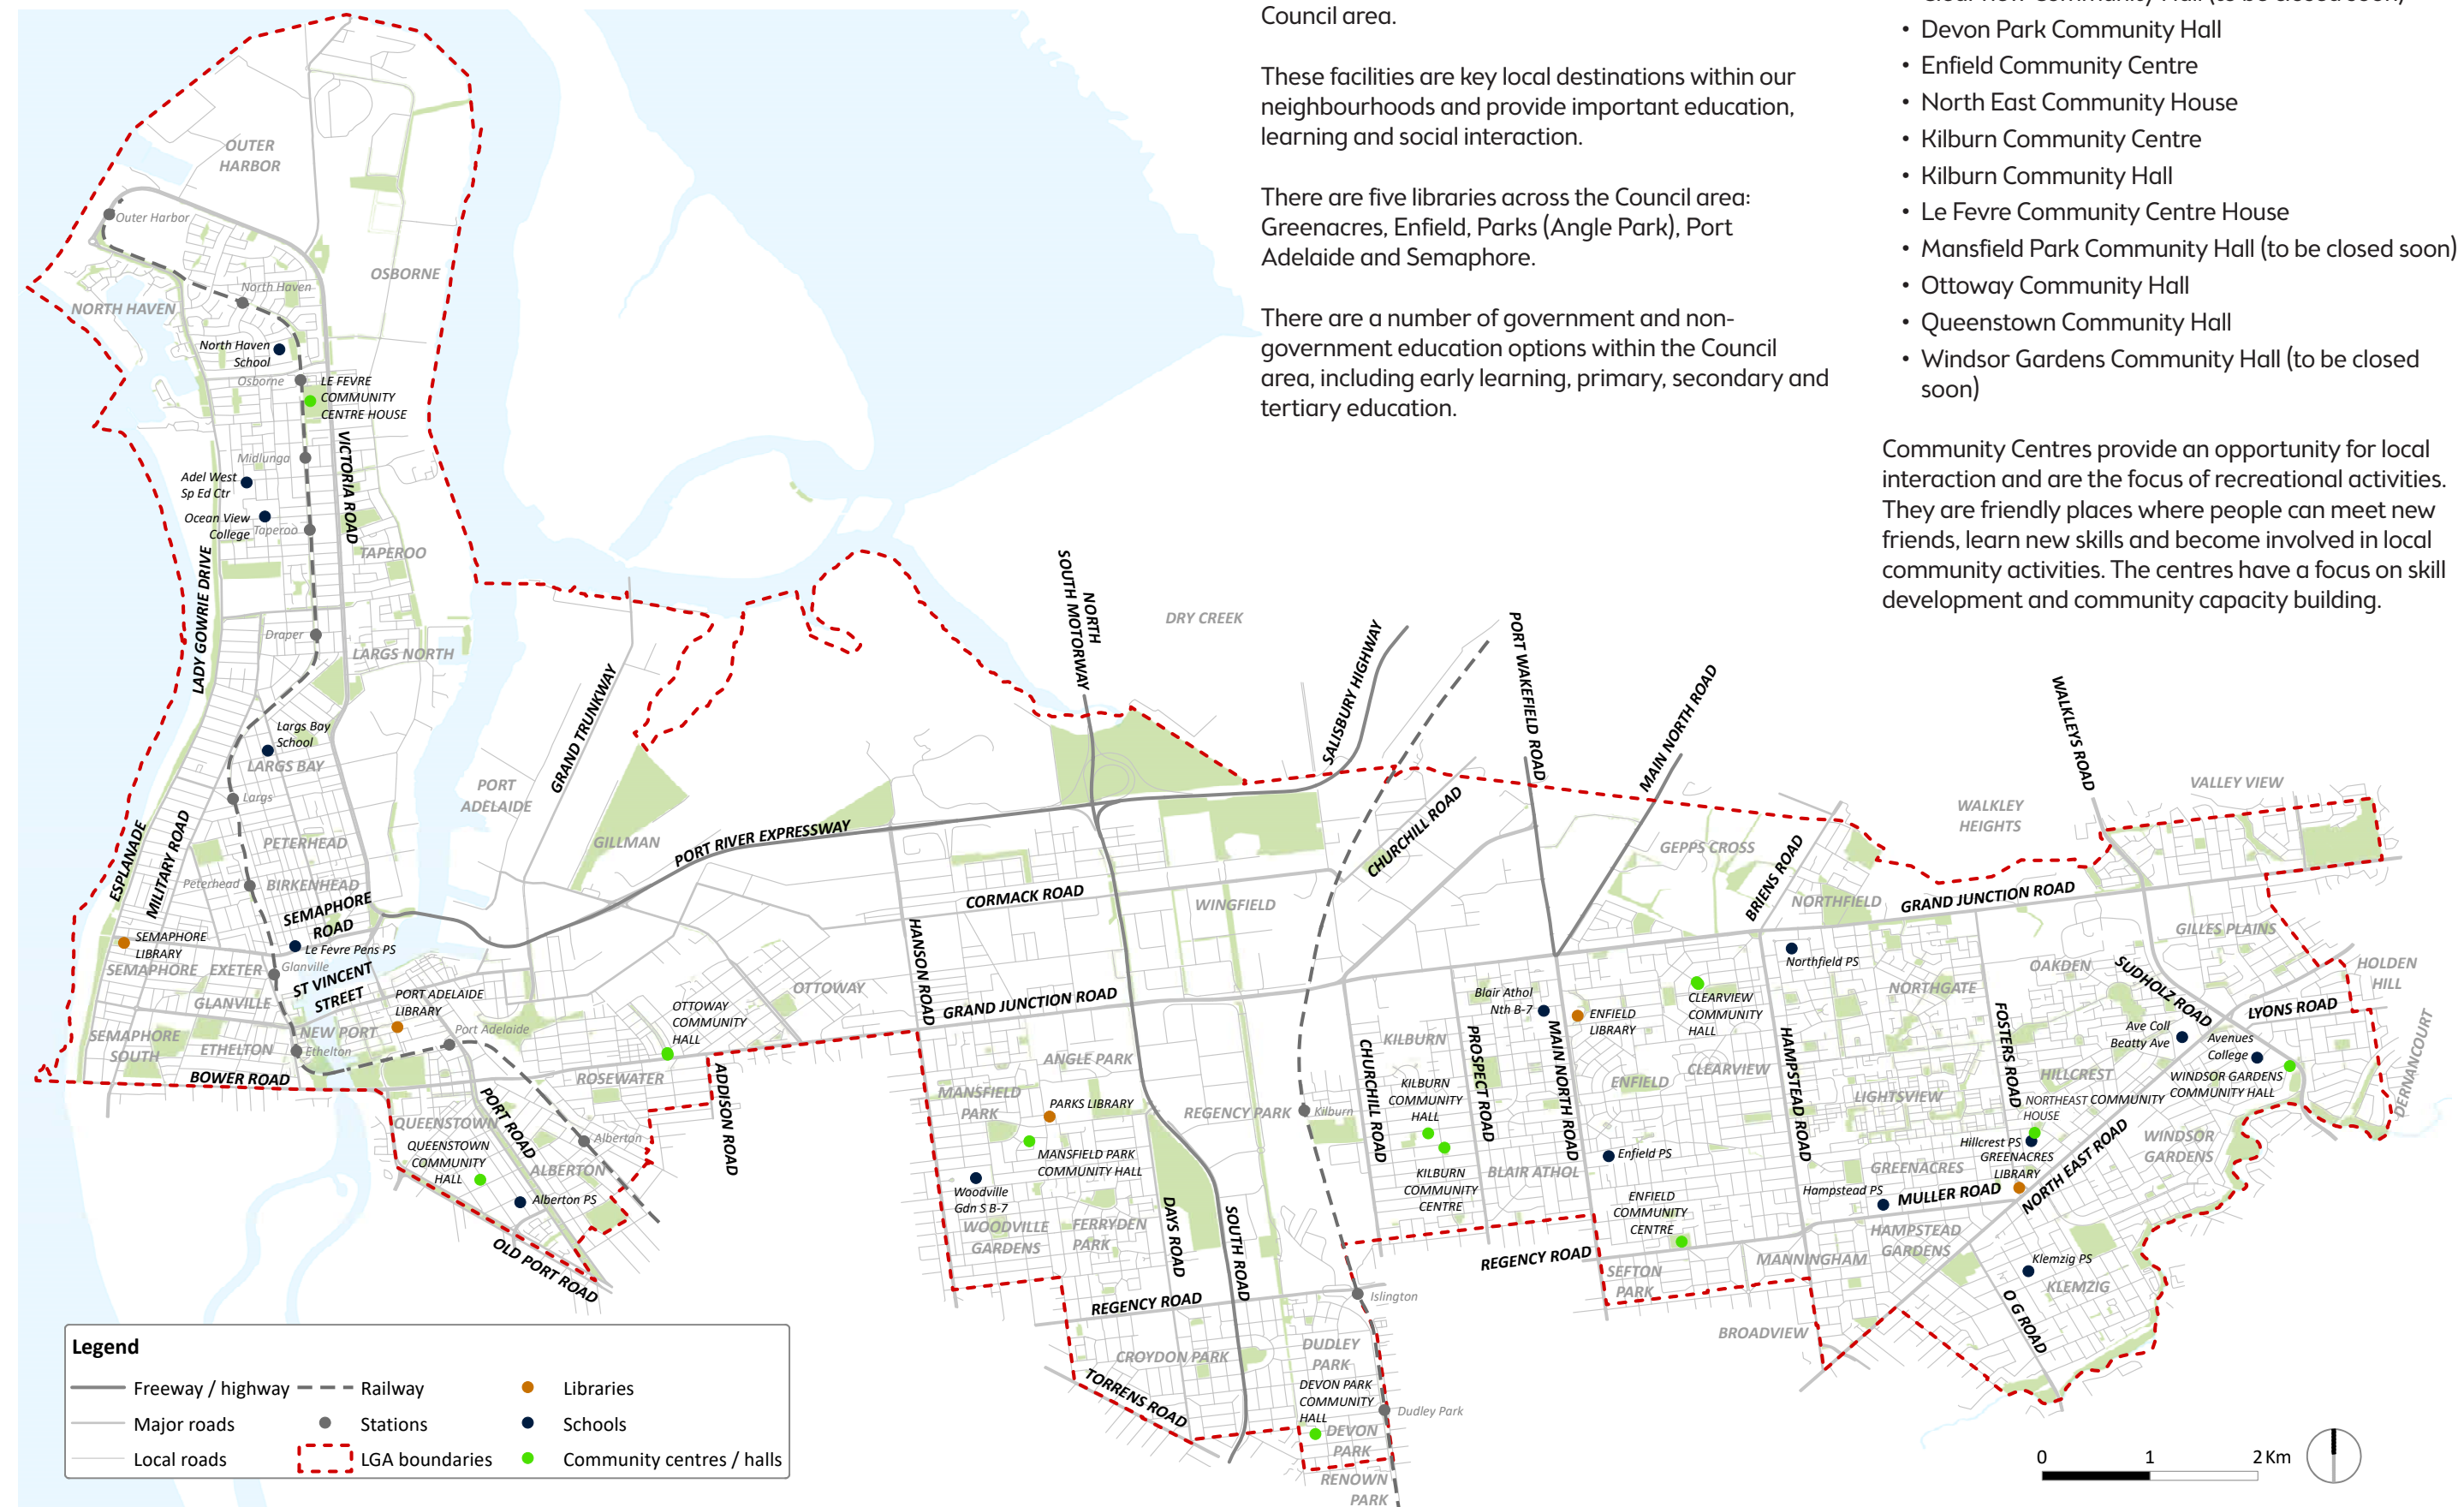 Council area.
These facilities are key local destinations within our
neighbourhoods and provide important education,
learning and social interaction.
There are five libraries across the Council area:
Greenacres, Enfield, Parks (Angle Park), Port
Adelaide and Semaphore.
There are a number of government and non-
government education options within the Council
area, including early learning, primary, secondary and
tertiary education.
• Devon Park Community Hall
• Enfield Community Centre
• North East Community House
• Kilburn Community Centre
• Kilburn Community Hall
• Le Fevre Community Centre House
• Mansfield Park Community Hall (to be closed soon)
• Ottoway Community Hall
• Queenstown Community Hall
• Windsor Gardens Community Hall (to be closed
soon)
Community Centres provide an opportunity for local
interaction and are the focus of recreational activities.
They are friendly places where people can meet new
friends, learn new skills and become involved in local
community activities. The centres have a focus on skill
development and community capacity building.
OUTER
HARBOR
Outer Harbor
OSBORNE
North Haven
NORTH HAVEN
North Haven
School
Osborne
LE FEVRE
COMMUNITY
CENTRE HOUSE
VICTORIA ROAD
Midlunga
Adel West
Sp Ed Ctr
Ocean View
College
Taperoo
TAPEROO
LADY GOWRIE DRIVE
Draper
LARGS NORTH
Largs Bay
School
LARGS BAY
Largs
PORT
ADELAIDE
GRAND TRUNKWAY
ESPLANADE
MILITARY ROAD
PETERHEAD
Peterhead
BIRKENHEAD
GILLMAN
PORT RIVER EXPRESSWAY
SEMAPHORE
ROAD
SEMAPHORE
LIBRARY
Le Fevre Pens PS
SEMAPHORE
EXETER
Glanville
GLANVILLE
ST VINCENT
STREET
PORT ADELAIDE
LIBRARY
NEW PORT
Port Adelaide
SEMAPHORE
SOUTH
ETHELTON
Ethelton
BOWER ROAD
OTTOWAY
COMMUNITY
HALL
OTTOWAY
ROSEWATER
ADDISON ROAD
QUEENSTOWN
PORT ROAD
QUEENSTOWN
COMMUNITY
HALL
Alberton
ALBERTON
Alberton PS
OLD PORT ROAD
NORTH
SOUTH MOTORWAY
DRY CREEK
SALISBURY HIGHWAY
PORT WAKEFIELD ROAD
MAIN NORTH ROAD
WALKLEYS ROAD
VALLEY VIEW
WALKLEY
HEIGHTS
CHURCHILL ROAD
GEPPS CROSS
BRIENS ROAD
CORMACK ROAD
WINGFIELD
HANSON ROAD
GRAND JUNCTION ROAD
NORTHFIELD
GRAND JUNCTION ROAD
GILLES PLAINS
Northfield PS
OAKDEN
SUDHOLZ ROAD
HOLDEN
HILL
NORTHGATE
LYONS ROAD
Blair Athol
Nth B-7
ENFIELD
LIBRARY
CLEARVIEW
COMMUNITY
HALL
FOSTERS ROAD
Ave Coll
Beatty Ave
Avenues
College
DERNANCOURT
ANGLE PARK
MANSFIELD
PARK
PARKS LIBRARY
REGENCY PARK
Kilburn
KILBURN
CHURCHILL ROAD
PROSPECT ROAD
MAIN NORTH ROAD
KILBURN
COMMUNITY
HALL
ENFIELD
CLEARVIEW
HAMPSTEAD ROAD
LIGHTSVIEW
HILLCREST
WINDSOR GARDENS
COMMUNITY HALL
NORTHEAST COMMUNITY
HOUSE
MANSFIELD PARK
COMMUNITY HALL
Woodville
Gdn S B-7
WOODVILLE
GARDENS
FERRYDEN
PARK
DAYS ROAD
SOUTH ROAD
KILBURN
COMMUNITY
CENTRE
BLAIR ATHOL
Enfield PS
ENFIELD
COMMUNITY
CENTRE
Hillcrest PS
GREENACRES
LIBRARY
GREENACRES
Hampstead PS
MULLER ROAD
NORTH EAST ROAD
WINDSOR
GARDENS
HAMPSTEAD
GARDENS
REGENCY ROAD
MANNINGHAM
SEFTON
PARK
Klemzig PS
KLEMZIG
O G ROAD
BROADVIEW
REGENCY ROAD
Islington
CROYDON PARK
DUDLEY
PARK
TORRENS ROAD
DEVON PARK
COMMUNITY
HALL
Dudley Park
DEVON
PARK
RENOWN
PARK
Legend
Freeway / highway
Major roads
Local roads
Railway
Stations
LGA boundaries
Libraries
Schools
Community centres / halls
0 1 2 Km